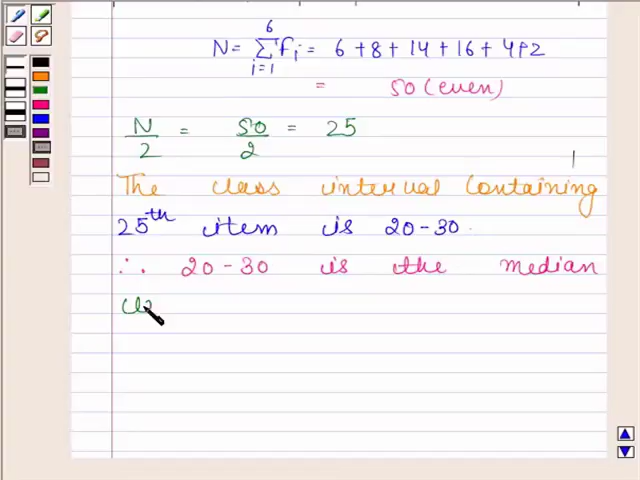 6
N = Σ fi = 6 + 8 + 14 + 16 + 4 + 2
i=1
= 50 (even)
N/2 = 50/2 = 25
The class interval containing
25th item is 20-30
∴ 20-30 is the median